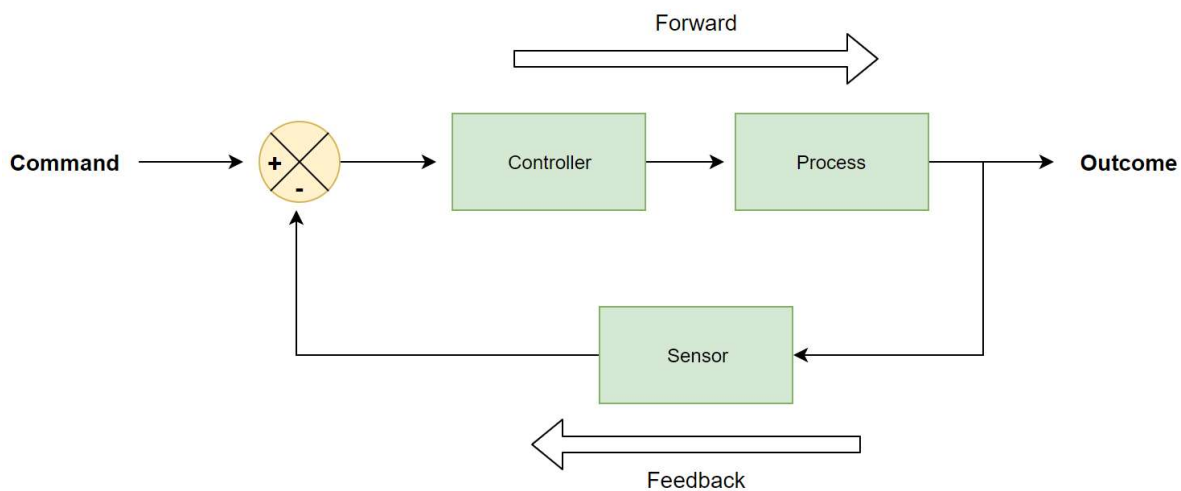 Forward
Command
+
-
Controller
Process
Outcome
Sensor
Feedback